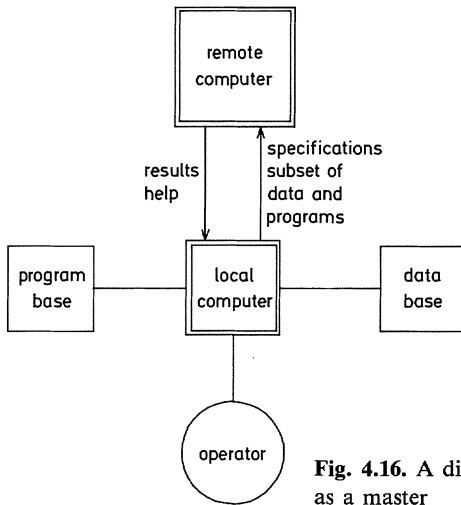 remote
computer
results
help
specifications
subset of
data and
programs
program
base
local
computer
data
base
operator
Fig. 4.16. A di
as a master